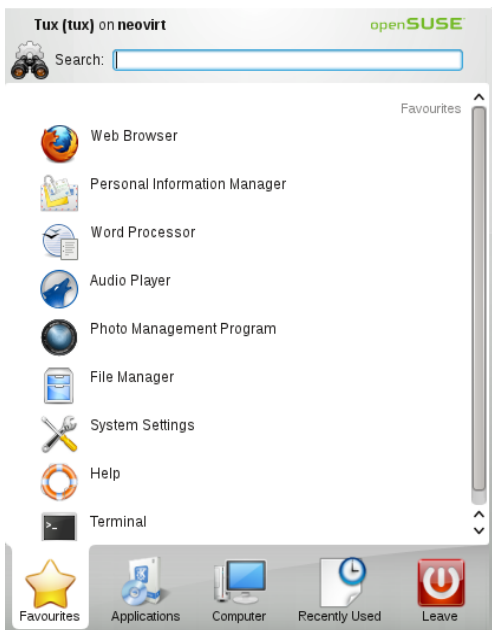 Tux (tux) on neovirt
openSUSE
Search:
Favourites
Web Browser
Personal Information Manager
Word Processor
Audio Player
Photo Management Program
File Manager
System Settings
Help
>_
Terminal
Favourites
Applications
Computer
Recently Used
Leave